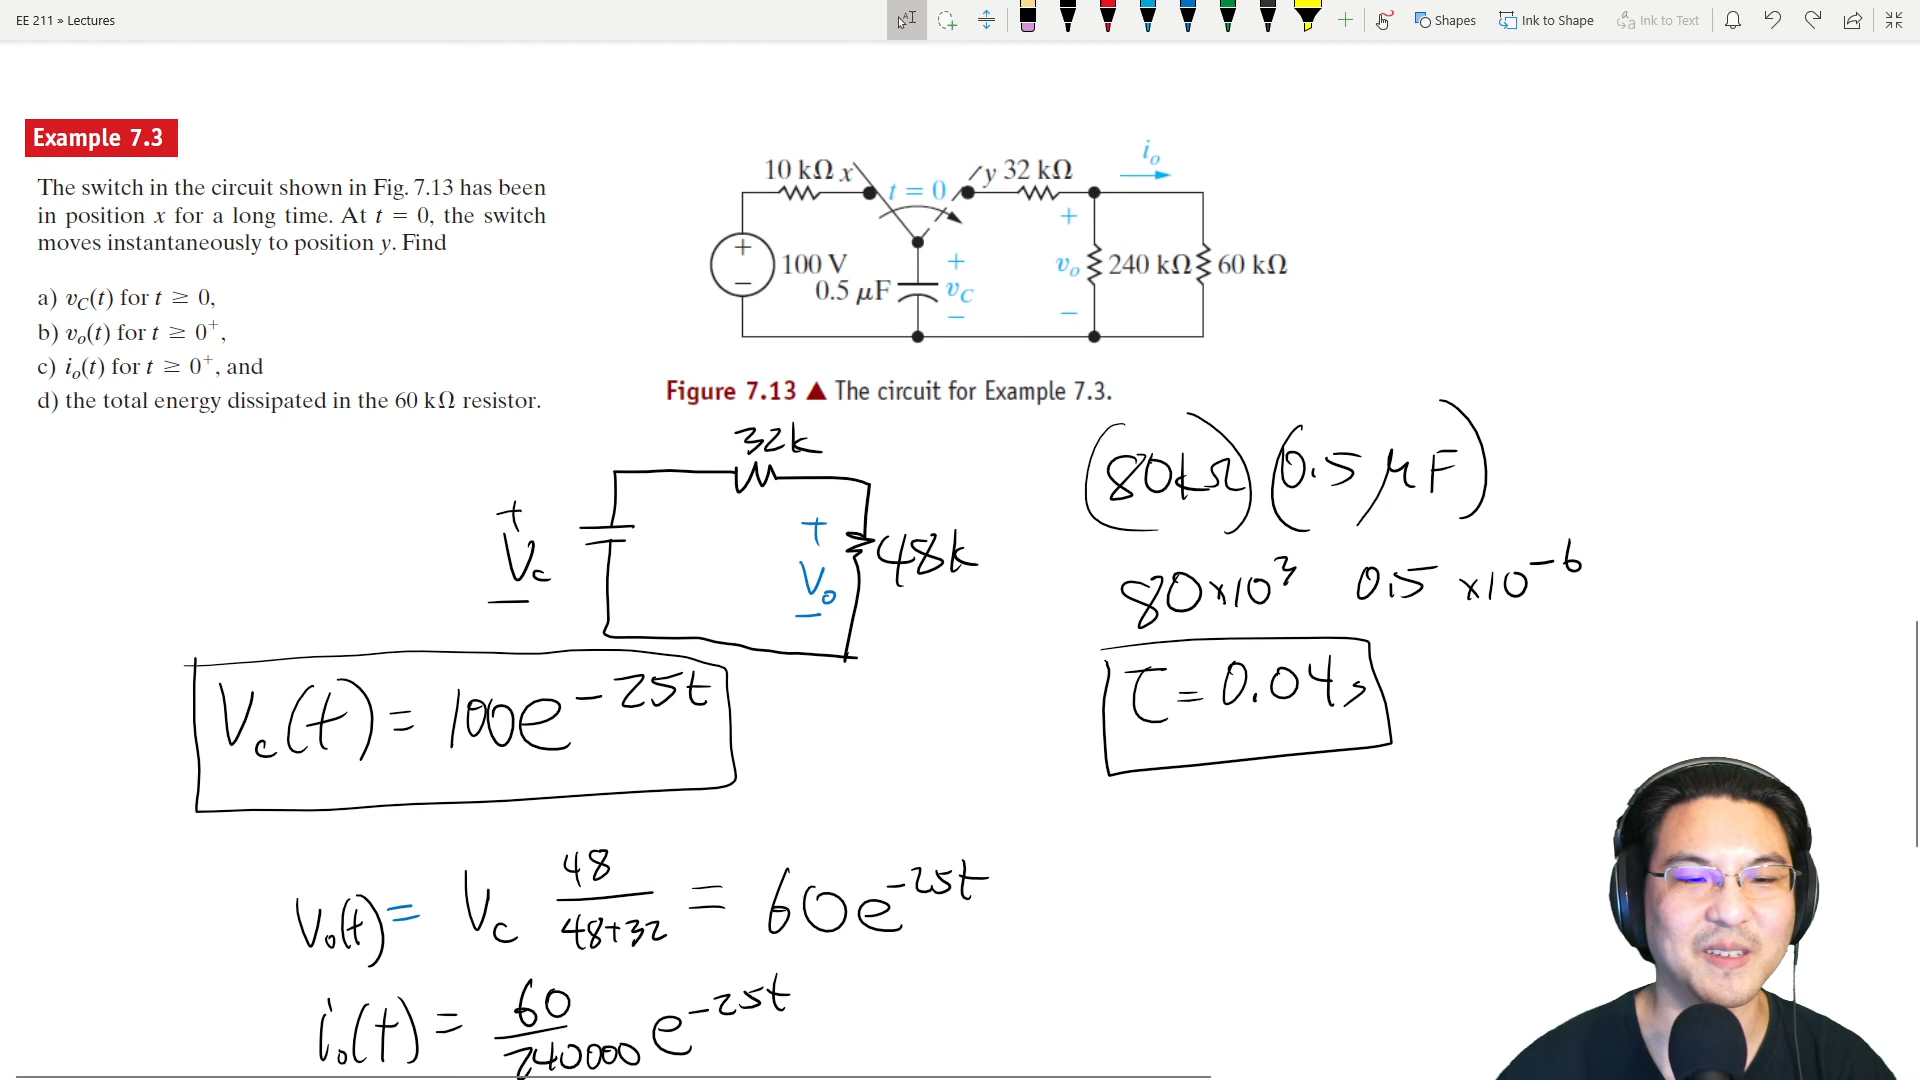 EE 211 » Lectures
Shapes
Ink to Shape
Ink to Text
Example 7.3
The switch in the circuit shown in Fig. 7.13 has been
in position x for a long time. At t = 0, the switch
moves instantaneously to position y. Find
a) vC(t) for t ≥ 0,
b) vo(t) for t ≥ 0⁺,
c) io(t) for t ≥ 0⁺, and
d) the total energy dissipated in the 60 kΩ resistor.
10 kΩ x
t = 0
y 32 kΩ
io
+
−
100 V
0.5 μF
+
vC
−
+
vo
−
240 kΩ
60 kΩ
Figure 7.13 ▲ The circuit for Example 7.3.
32k
+
Vc
−
+
Vo
−
48k
(80kΩ)(0.5 μF)
80×10³ 0.5 ×10⁻⁶
τ = 0.04s
Vc(t) = 100e^-25t
Vo(t) = Vc 48/(48+32) = 60e^-25t
io(t) = 60/240000 e^-25t